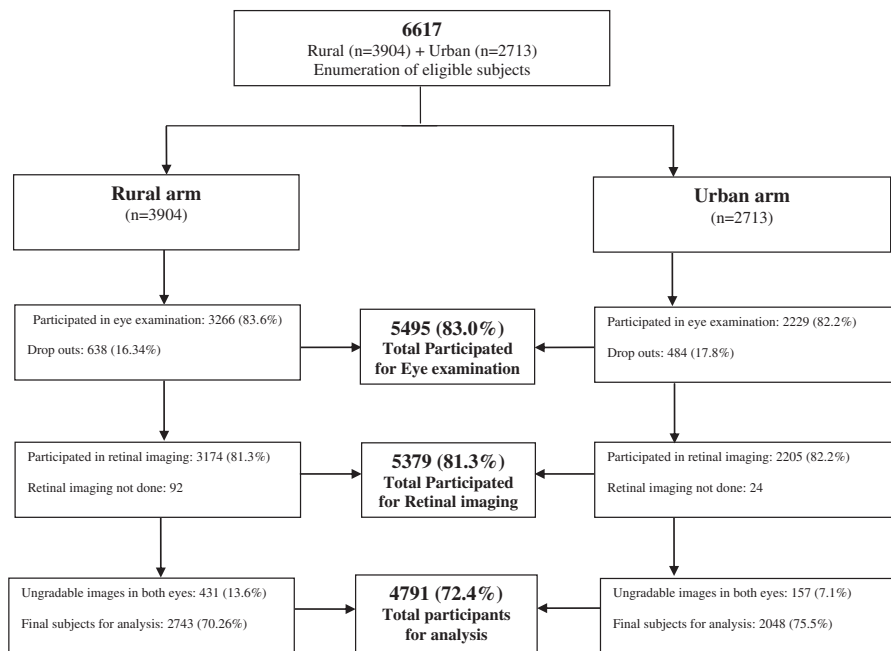 6617
Rural (n=3904) + Urban (n=2713)
Enumeration of eligible subjects
Rural arm
(n=3904)
Urban arm
(n=2713)
Participated in eye examination: 3266 (83.6%)
Drop outs: 638 (16.34%)
5495 (83.0%)
Total Participated
for Eye examination
Participated in eye examination: 2229 (82.2%)
Drop outs: 484 (17.8%)
Participated in retinal imaging: 3174 (81.3%)
Retinal imaging not done: 92
5379 (81.3%)
Total Participated
for Retinal imaging
Participated in retinal imaging: 2205 (82.2%)
Retinal imaging not done: 24
Ungradable images in both eyes: 431 (13.6%)
Final subjects for analysis: 2743 (70.26%)
4791 (72.4%)
Total participants
for analysis
Ungradable images in both eyes: 157 (7.1%)
Final subjects for analysis: 2048 (75.5%)